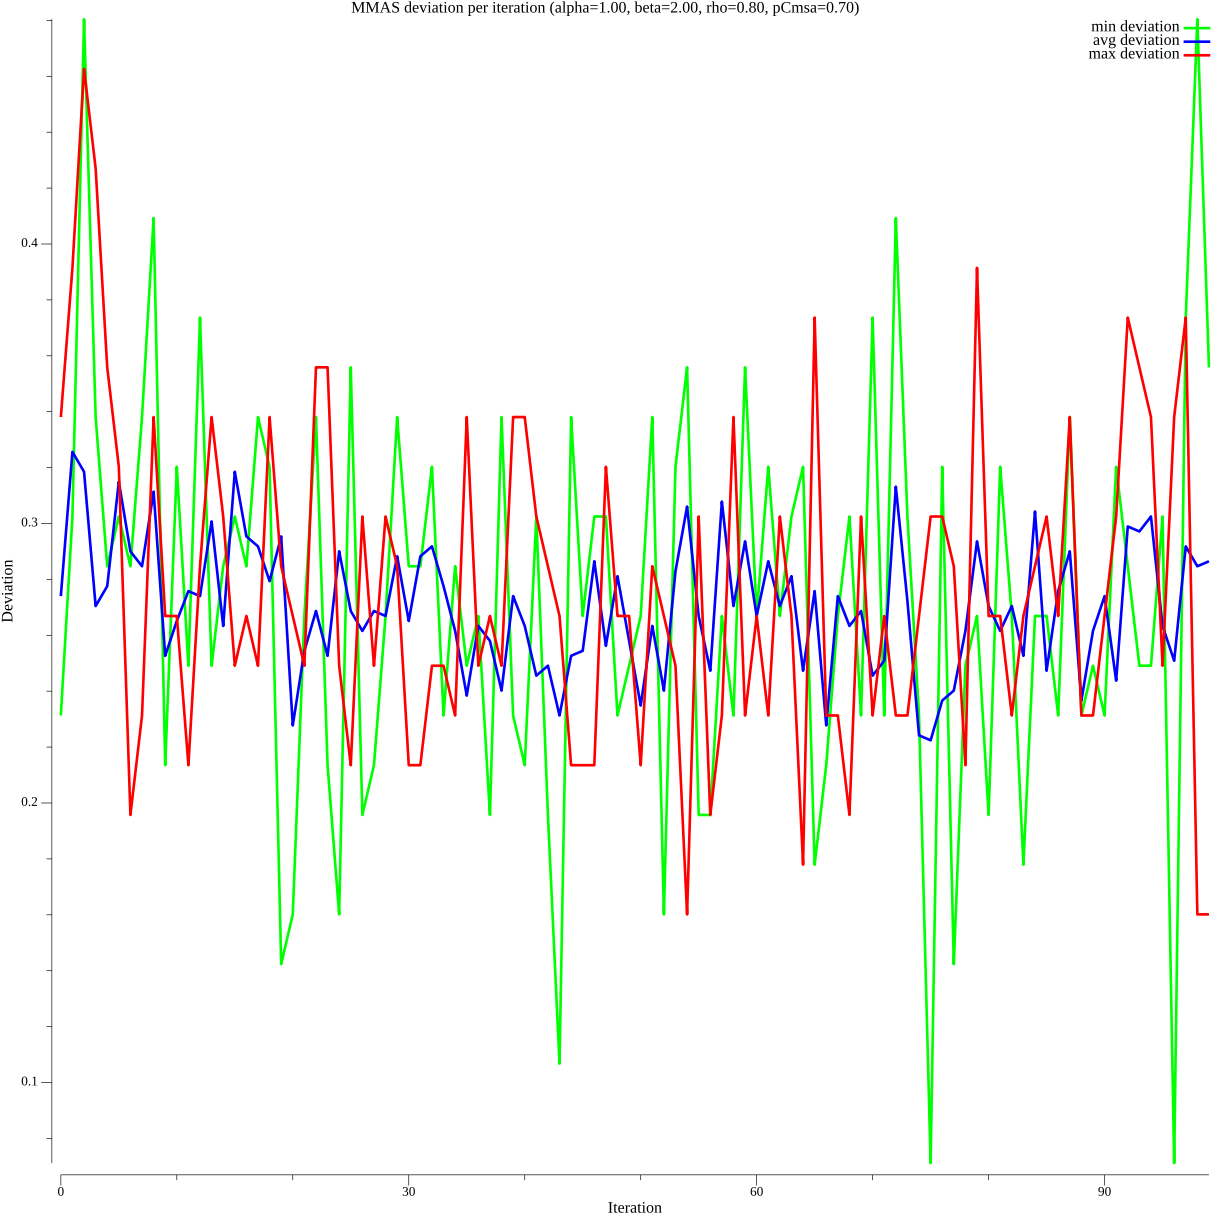 MMAS deviation per iteration (alpha=1.00, beta=2.00, rho=0.80, pCmsa=0.70)
min deviation
avg deviation
max deviation
0.4
0.3
0.2
0.1
Deviation
0
30
60
90
Iteration